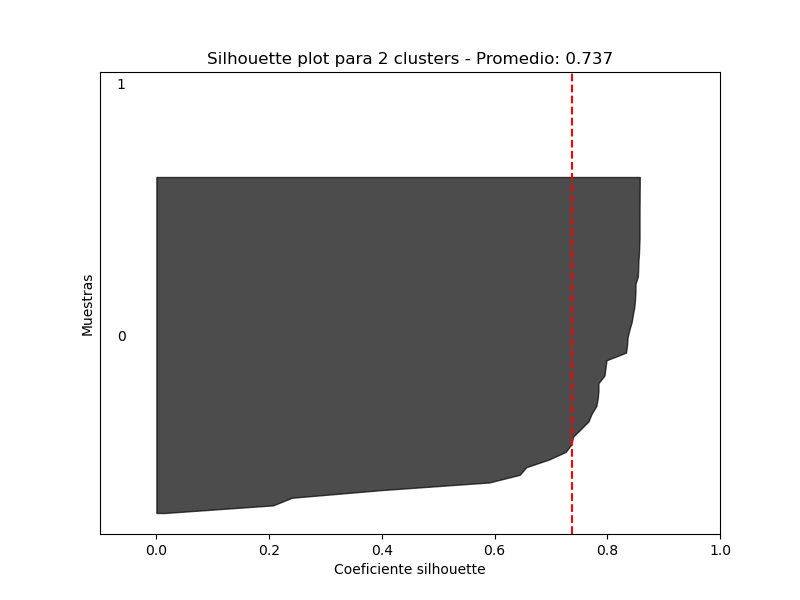 Silhouette plot para 2 clusters - Promedio: 0.737
1
0
Muestras
0.0 0.2 0.4 0.6 0.8 1.0
Coeficiente silhouette